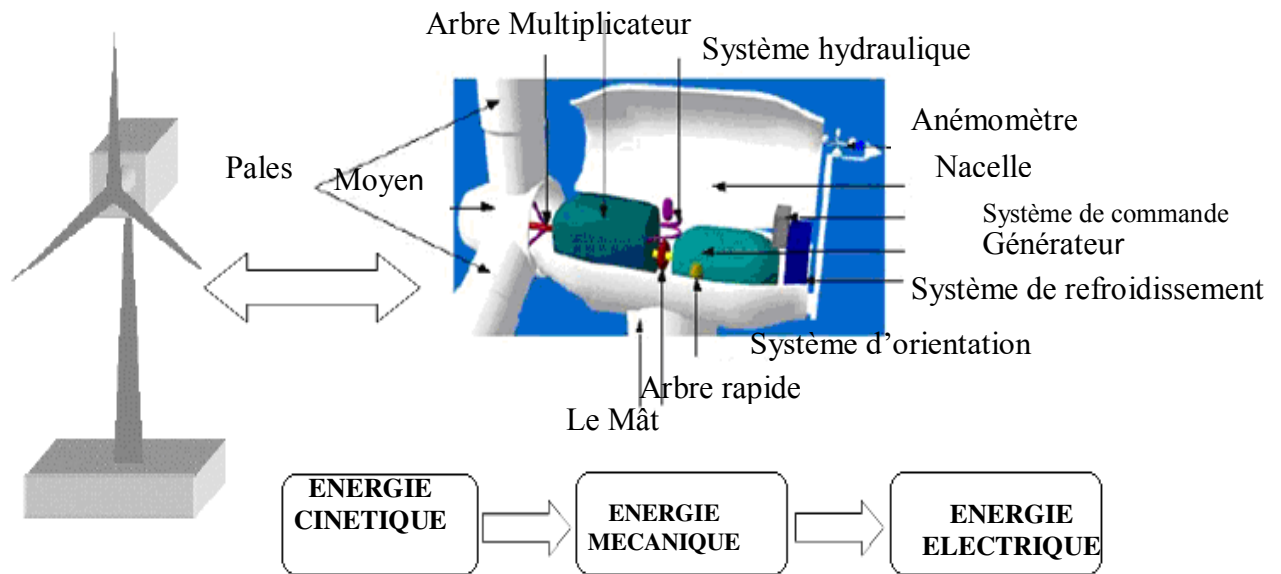 Arbre Multiplicateur
Système hydraulique
Anémomètre
Pales
Moyen
Nacelle
Système de commande
Générateur
Système de refroidissement
Système d’orientation
Arbre rapide
Le Mât
ENERGIE
CINETIQUE
ENERGIE
MECANIQUE
ENERGIE
ELECTRIQUE